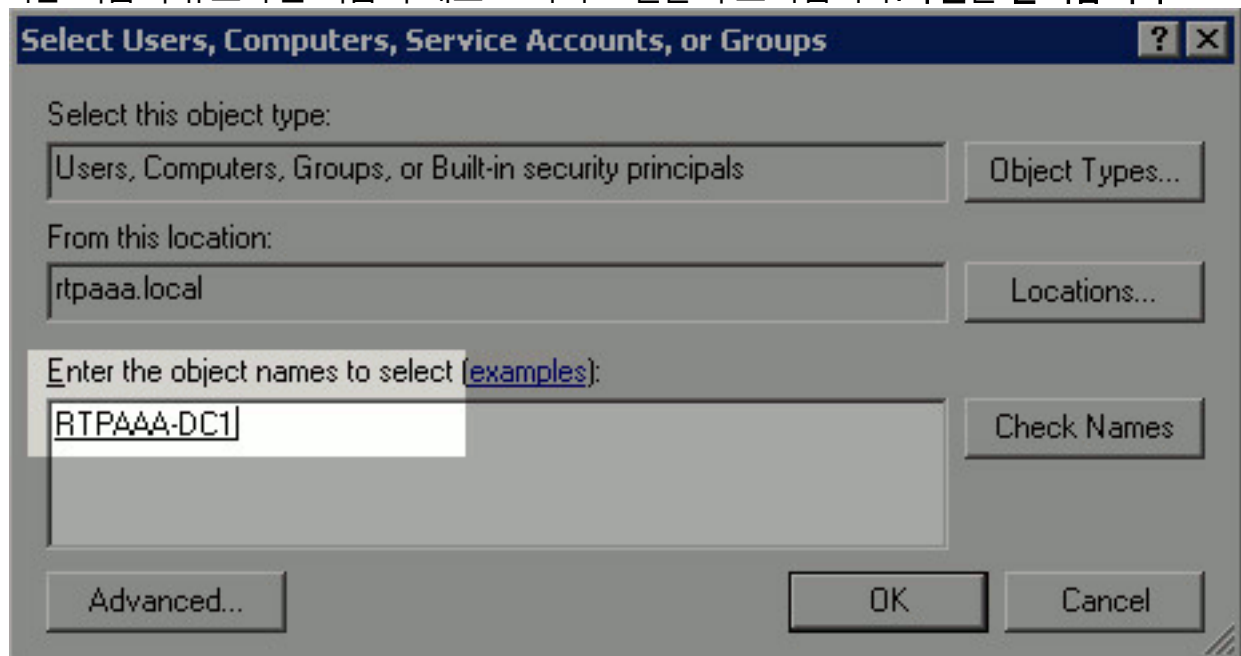 Select Users, Computers, Service Accounts, or Groups
Select this object type:
Users, Computers, Groups, or Built-in security principals
Object Types...
From this location:
rtpaaa.local
Locations...
Enter the object names to select (examples):
RTPAAA-DC1
Check Names
Advanced...
OK
Cancel